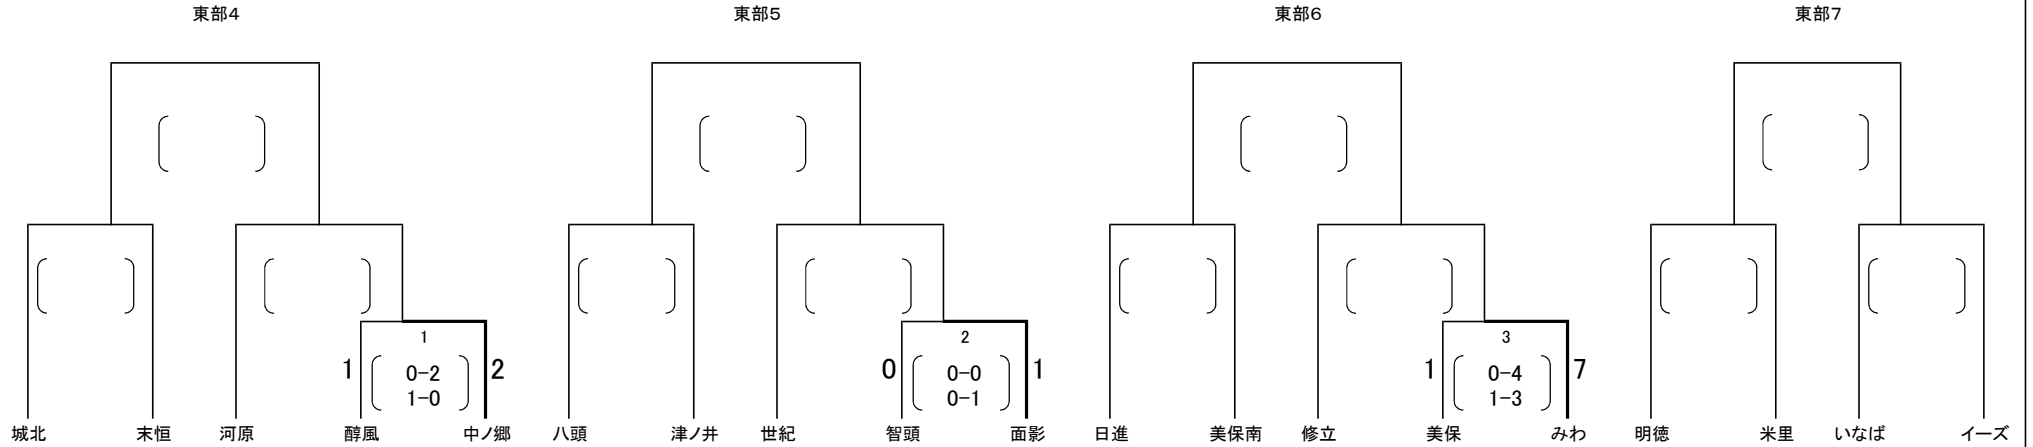 東部4 東部5 東部6 東部7
1 2 3
1 0-2 2 0 0-0 1 1 0-4 7
1-0 0-1 1-3
城北 末恒 河原 醇風 中ノ郷 八頭 津ノ井 世紀 智頭 面影 日進 美保南 修立 美保 みわ 明徳 米里 いなば イーズ